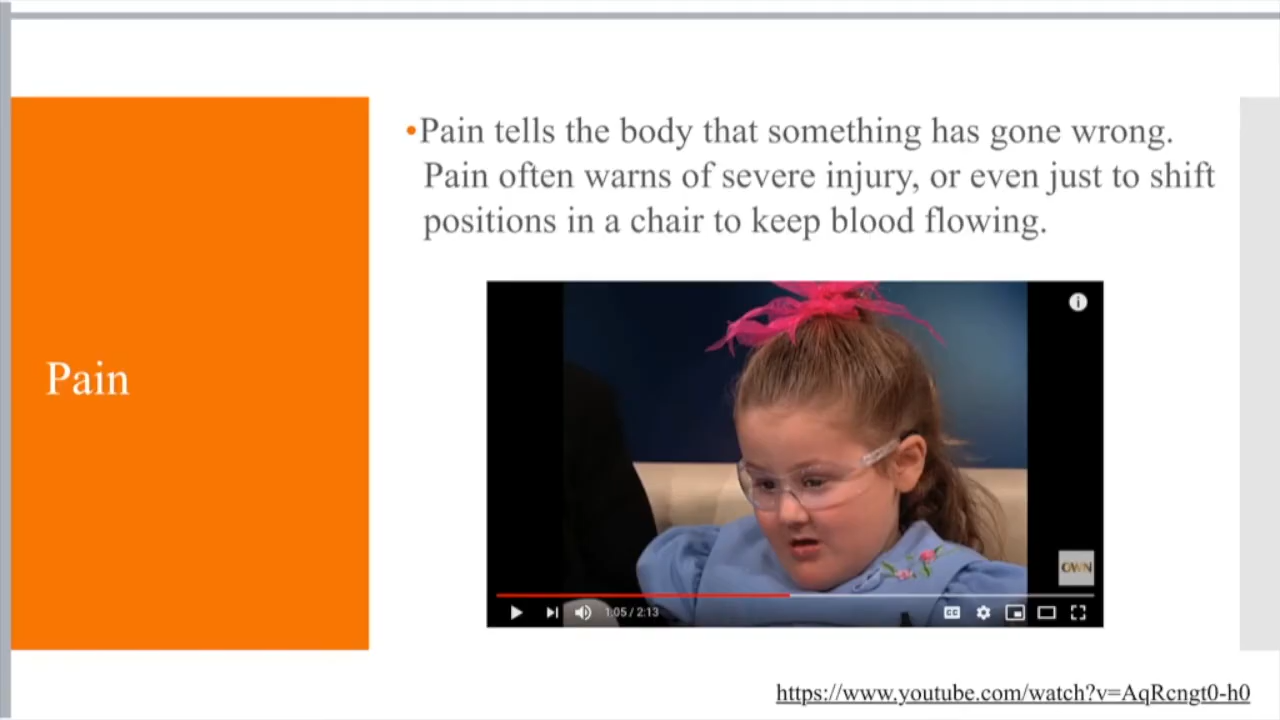 •Pain tells the body that something has gone wrong.
Pain often warns of severe injury, or even just to shift
positions in a chair to keep blood flowing.
Pain
i
OWN
1:05 / 2:13
CC
https://www.youtube.com/watch?v=AqRcngt0-h0